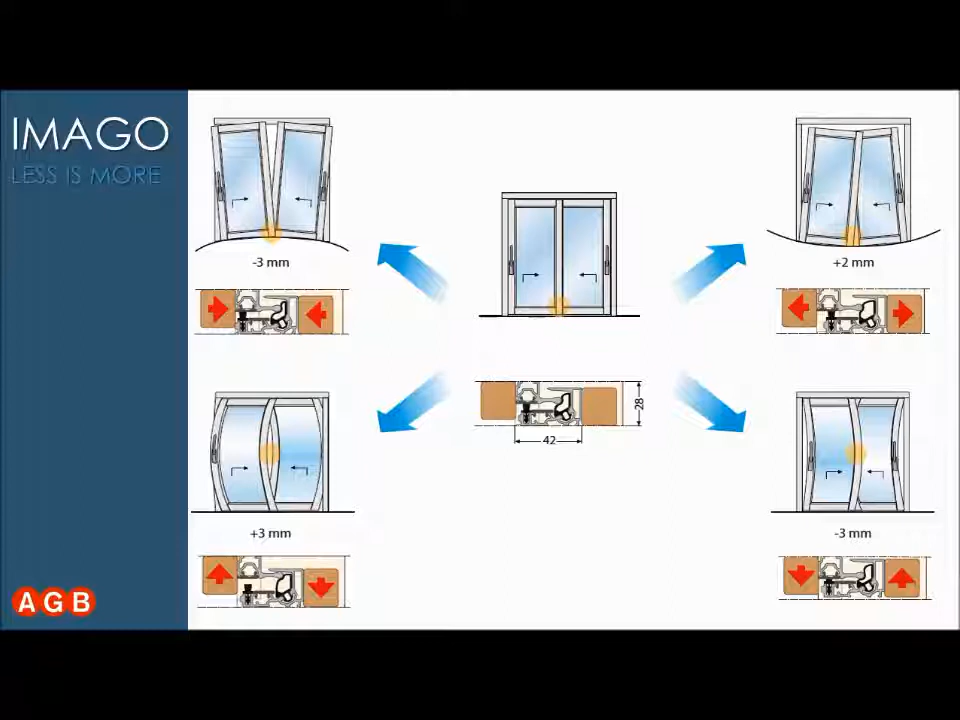 IMAGO
LESS IS MORE
-3 mm
+2 mm
28
42
+3 mm
-3 mm
AGB